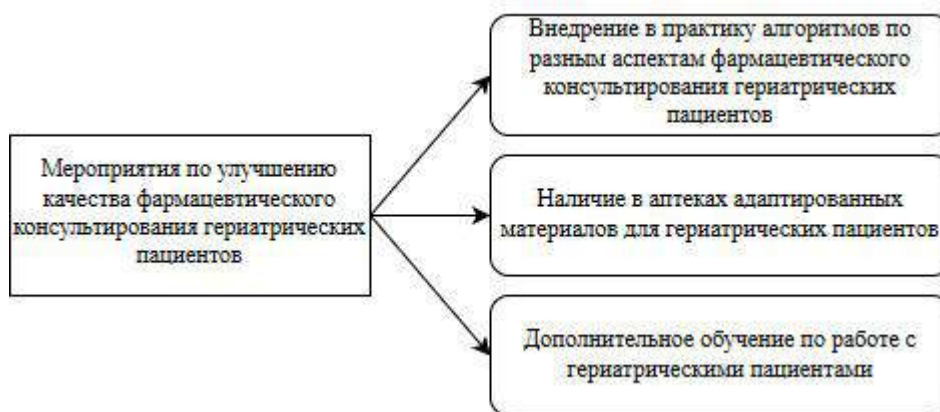 Мероприятия по улучшению
качества фармацевтического
консультирования гериатрических
пациентов
Внедрение в практику алгоритмов по
разным аспектам фармацевтического
консультирования гериатрических
пациентов
Наличие в аптеках адаптированных
материалов для гериатрических пациентов
Дополнительное обучение по работе с
гериатрическими пациентами